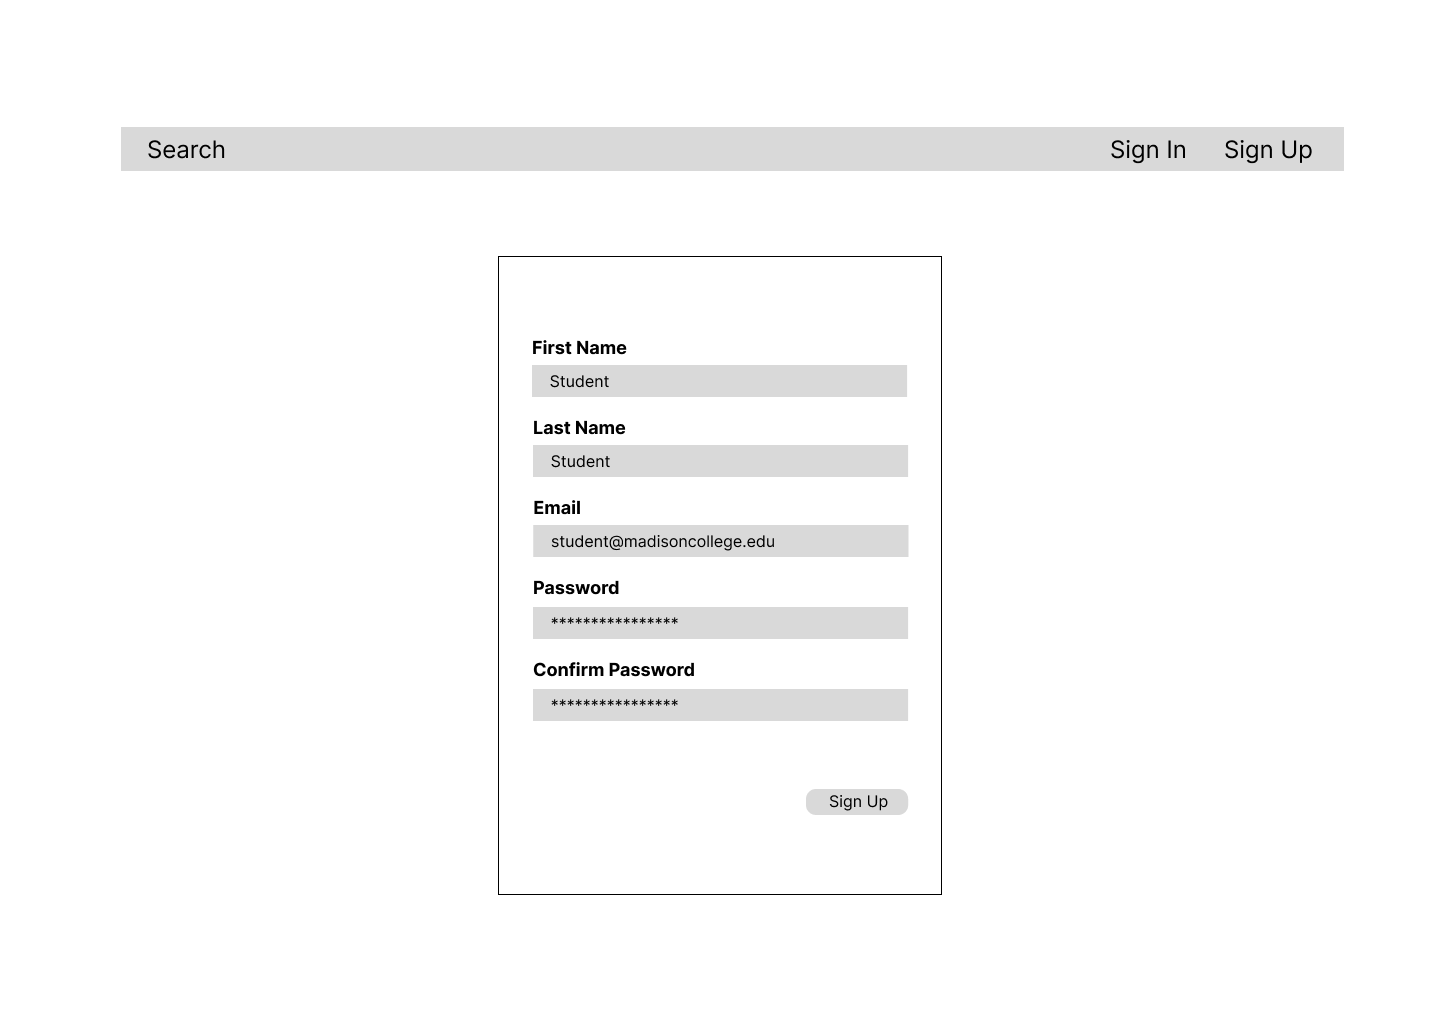 Search Sign In Sign Up
First Name
Student
Last Name
Student
Email
student@madisoncollege.edu
Password
****************
Confirm Password
****************
Sign Up